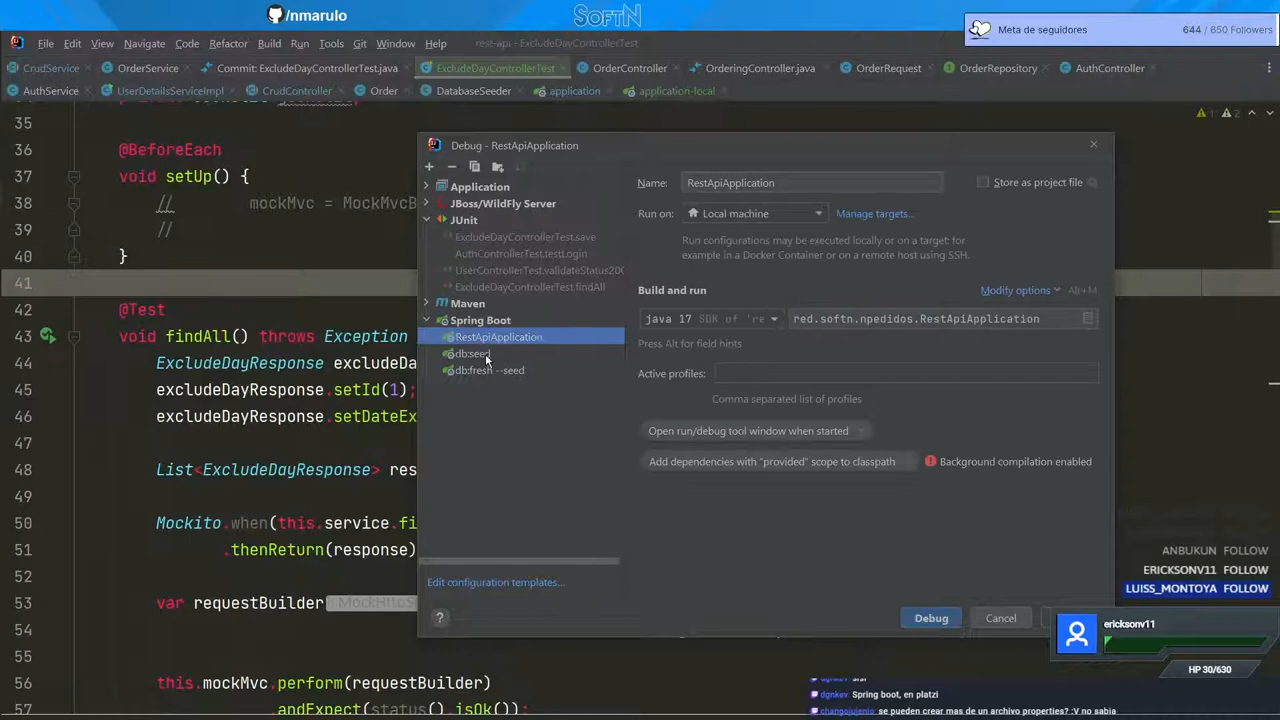 /nmarulo
SoftN
Meta de seguidores
644 / 650 Followers
File Edit View Navigate Code Refactor Build Run Tools Git Window Help
rest-api - ExcludeDayControllerTest
CrudService OrderService Commit: ExcludeDayControllerTest.java ExcludeDayControllerTest OrderController OrderingController.java OrderRequest OrderRepository AuthController
AuthService UserDetailsServiceImpl CrudController Order DatabaseSeeder application application-local
1 2
35
36 @BeforeEach
37 void setUp() {
38 // mockMvc = MockMvcB
39 //
40 }
41
42 @Test
43 void findAll() throws Exception
44 ExcludeDayResponse excludeDa
45 excludeDayResponse.setId(1);
46 excludeDayResponse.setDateEx
47
48 List<ExcludeDayResponse> res
49
50 Mockito.when(this.service.fi
51 .thenReturn(response)
52
53 var requestBuilder MockHttpS
54
55
56 this.mockMvc.perform(requestBuilder)
57 .andExpect(status().isOk());
Debug - RestApiApplication
Application
JBoss/WildFly Server
JUnit
ExcludeDayControllerTest.save
AuthControllerTest.testLogin
UserControllerTest.validateStatus200
ExcludeDayControllerTest.findAll
Maven
Spring Boot
RestApiApplication
db:seed
db:fresh --seed
Edit configuration templates...
?
Name: RestApiApplication
Store as project file
Run on: Local machine Manage targets...
Run configurations may be executed locally or on a target: for
example in a Docker Container or on a remote host using SSH.
Build and run
Modify options Alt+M
java 17 SDK of 're red.softn.npedidos.RestApiApplication
Press Alt for field hints
Active profiles:
Comma separated list of profiles
Open run/debug tool window when started
Add dependencies with "provided" scope to classpath
Background compilation enabled
Debug Cancel
ANBUKUN FOLLOW
ERICKSONV11 FOLLOW
LUISS_MONTOYA FOLLOW
ericksonv11
HP 30/630
dgnkev: Spring boot, en platzi
changojunenio: se pueden crear mas de un archivo properties? :V no sabia